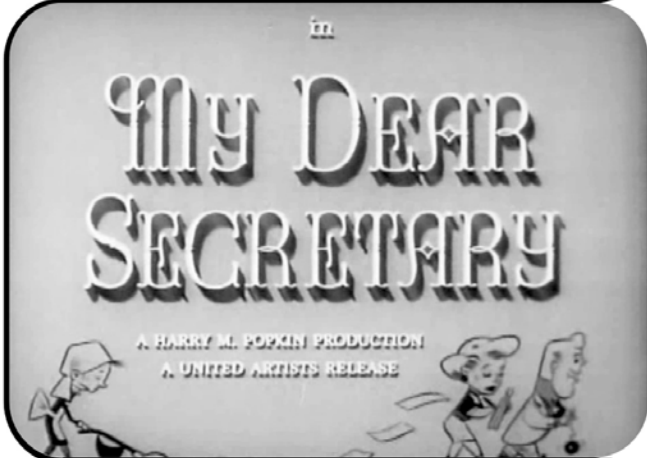 in
My Dear
Secretary
A HARRY M. POPKIN PRODUCTION
A UNITED ARTISTS RELEASE